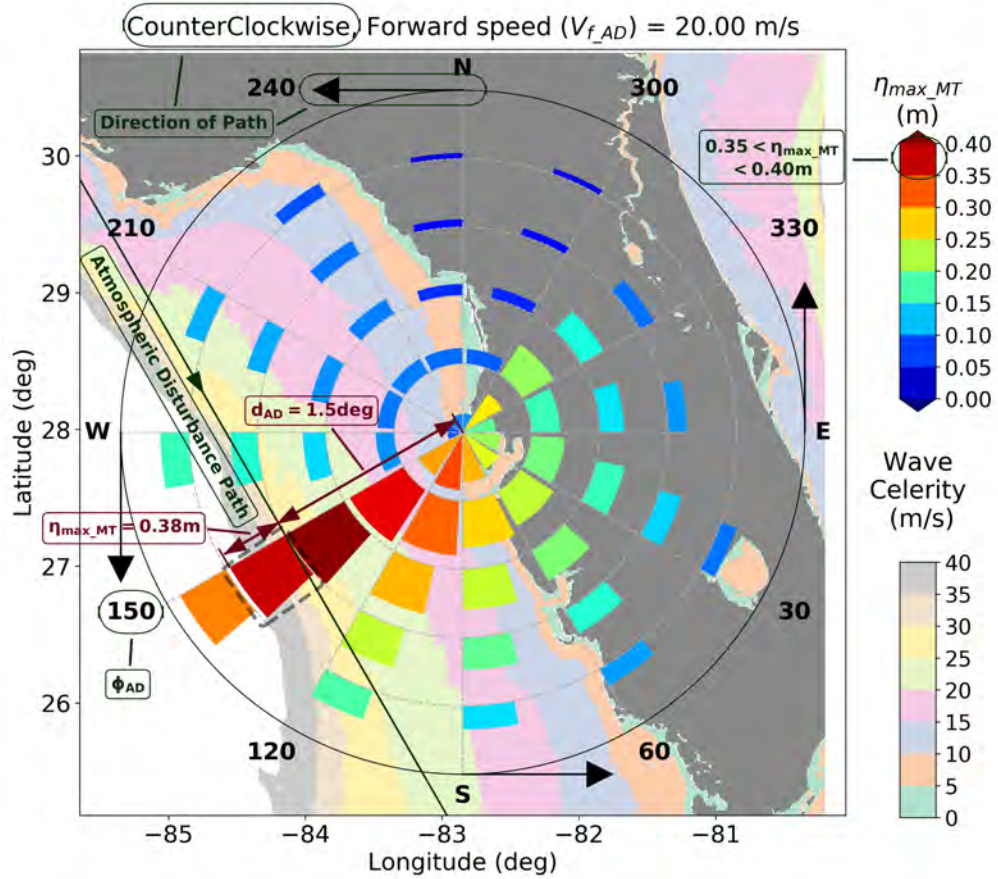 CounterClockwise, Forward speed (V_f_AD) = 20.00 m/s
N
240
300
Direction of Path
η_max_MT
(m)
0.35 < η_max_MT
< 0.40m
0.40
0.35
0.30
0.25
0.20
0.15
0.10
0.05
0.00
30
29
28
27
26
Latitude (deg)
210
330
Atmospheric Disturbance Path
d_AD = 1.5deg
W
E
η_max_MT = 0.38m
150
30
ϕ_AD
120
60
S
Wave
Celerity
(m/s)
40
35
30
25
20
15
10
5
0
−85
−84
−83
−82
−81
Longitude (deg)